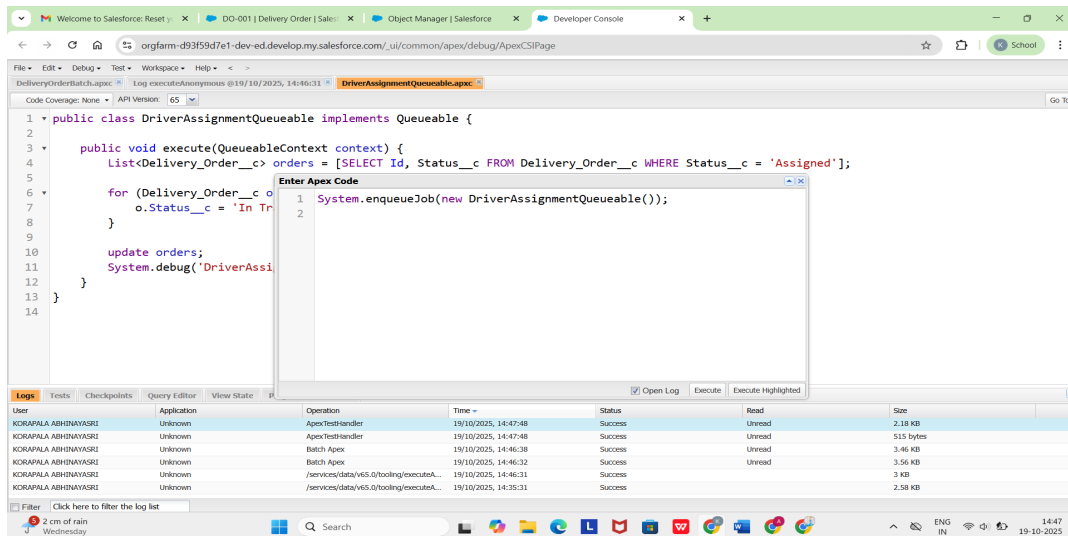 Welcome to Salesforce: Reset y
DO-001 | Delivery Order | Sales
Object Manager | Salesforce
Developer Console
orgfarm-d93f59d7e1-dev-ed.develop.my.salesforce.com/_ui/common/apex/debug/ApexCSIPage
K School
File Edit Debug Test Workspace Help < >
DeliveryOrderBatch.apxc Log executeAnonymous @19/10/2025, 14:46:31 DriverAssignmentQueueable.apxc
Code Coverage: None API Version: 65 Go To
1 public class DriverAssignmentQueueable implements Queueable {
2
3 public void execute(QueueableContext context) {
4 List<Delivery_Order__c> orders = [SELECT Id, Status__c FROM Delivery_Order__c WHERE Status__c = 'Assigned'];
5
6 for (Delivery_Order__c o
7 o.Status__c = 'In Tr
8 }
9
10 update orders;
11 System.debug('DriverAssi
12 }
13 }
14
Enter Apex Code
1 System.enqueueJob(new DriverAssignmentQueueable());
2
Open Log Execute Execute Highlighted
Logs Tests Checkpoints Query Editor View State P
User Application Operation Time Status Read Size
KORAPALA ABHINAYASRI Unknown ApexTestHandler 19/10/2025, 14:47:48 Success Unread 2.18 KB
KORAPALA ABHINAYASRI Unknown ApexTestHandler 19/10/2025, 14:47:48 Success Unread 515 bytes
KORAPALA ABHINAYASRI Unknown Batch Apex 19/10/2025, 14:46:38 Success Unread 3.46 KB
KORAPALA ABHINAYASRI Unknown Batch Apex 19/10/2025, 14:46:32 Success Unread 3.56 KB
KORAPALA ABHINAYASRI Unknown /services/data/v65.0/tooling/executeA... 19/10/2025, 14:46:31 Success 3 KB
KORAPALA ABHINAYASRI Unknown /services/data/v65.0/tooling/executeA... 19/10/2025, 14:35:31 Success 2.58 KB
Filter Click here to filter the log list
5 2 cm of rain
Wednesday
Search
ENG
IN
14:47
19-10-2025